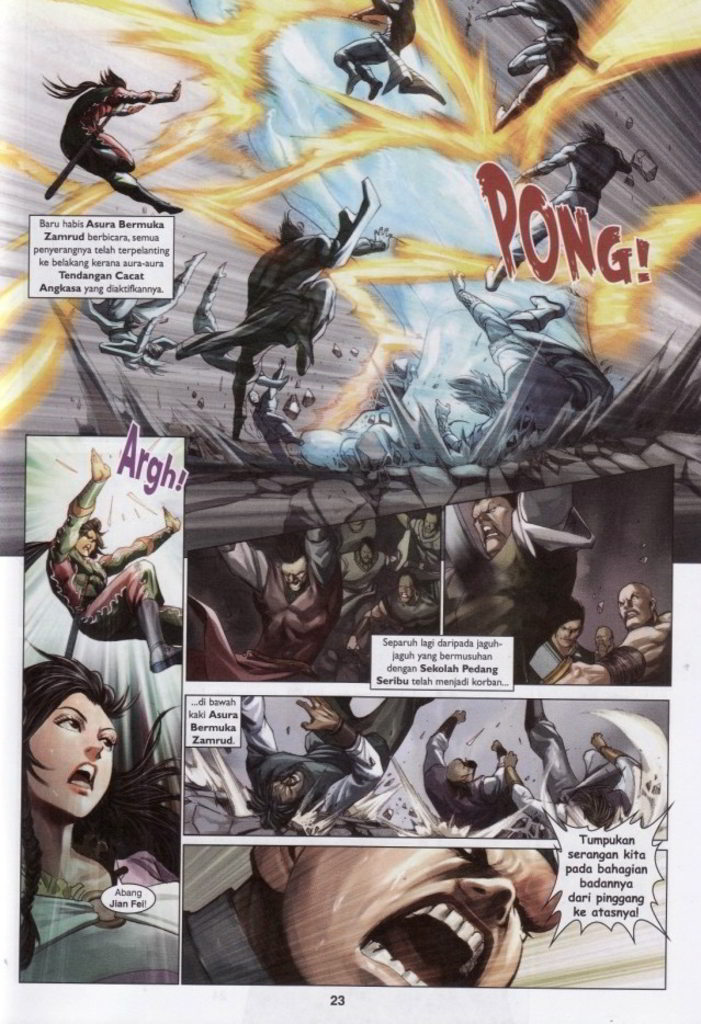 PONG!
Baru habis Asura Bermuka
Zamrud berbicara, semua
penyerangnya telah terpelanting
ke belakang kerana aura-aura
Tendangan Cacat
Angkasa yang diaktifkannya.
Argh!
Separuh lagi daripada jaguh-
jaguh yang bermusuhan
dengan Sekolah Pedang
Seribu telah menjadi korban...
...di bawah
kaki Asura
Bermuka
Zamrud.
Abang
Jian Fei!
Tumpukan
serangan kita
pada bahagian
badannya
dari pinggang
ke atasnya!
23